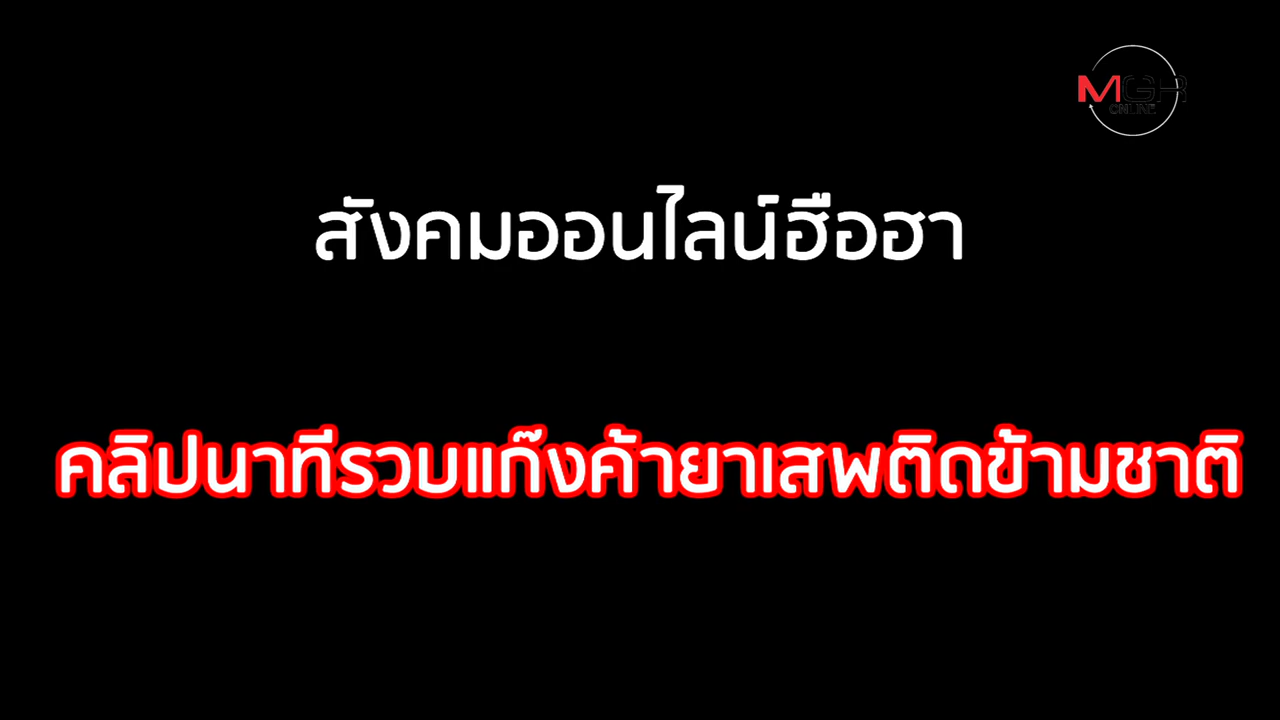 MGR
ONLINE
สังคมออนไลน์ฮือฮา
คลิปนาทีรวบแก๊งค้ายาเสพติดข้ามชาติ